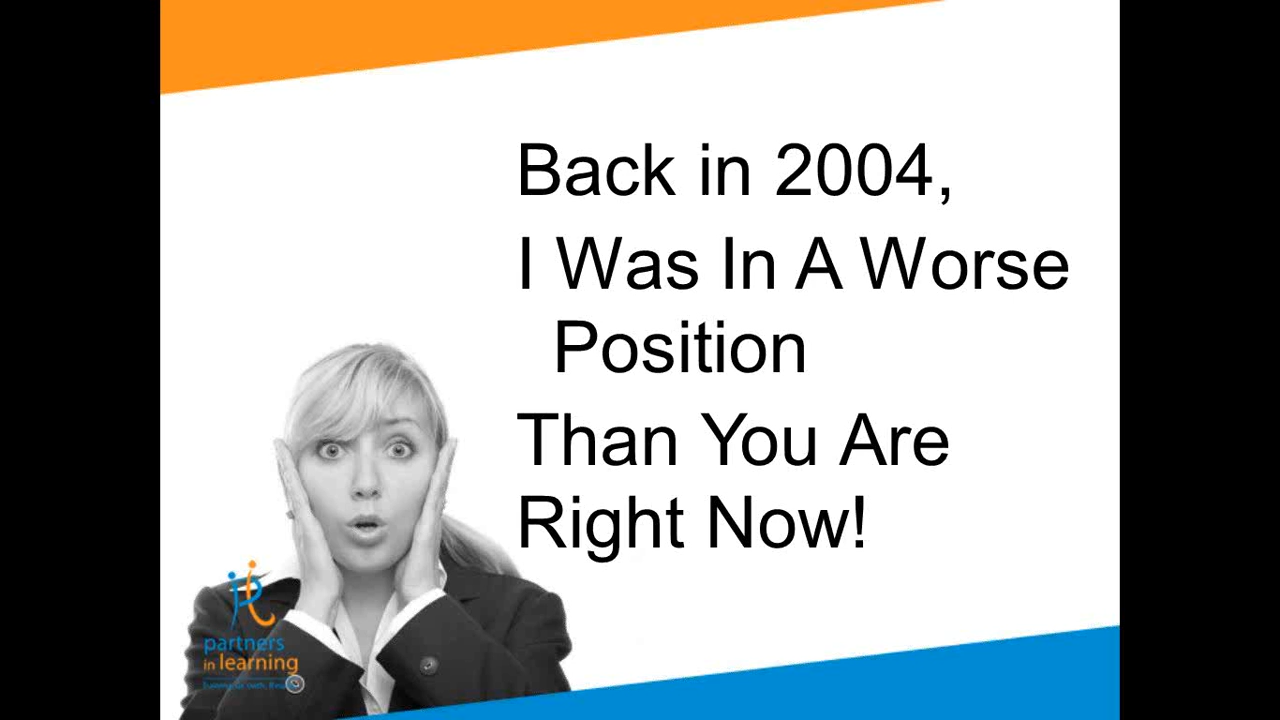 Back in 2004,
I Was In A Worse
Position
Than You Are
Right Now!
partners
in learning